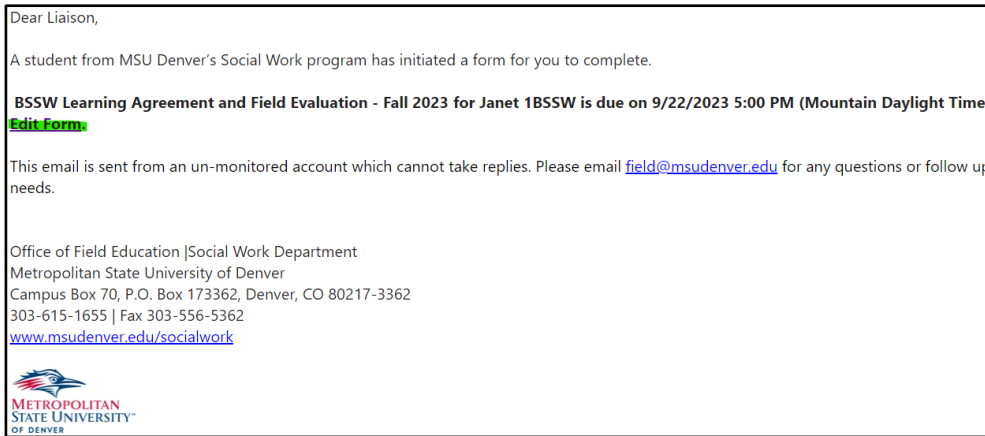 Dear Liaison,
A student from MSU Denver's Social Work program has initiated a form for you to complete.
BSSW Learning Agreement and Field Evaluation - Fall 2023 for Janet 1BSSW is due on 9/22/2023 5:00 PM (Mountain Daylight Time
Edit Form.
This email is sent from an un-monitored account which cannot take replies. Please email field@msudenver.edu for any questions or follow up
needs.
Office of Field Education |Social Work Department
Metropolitan State University of Denver
Campus Box 70, P.O. Box 173362, Denver, CO 80217-3362
303-615-1655 | Fax 303-556-5362
www.msudenver.edu/socialwork
METROPOLITAN
STATE UNIVERSITY™
OF DENVER